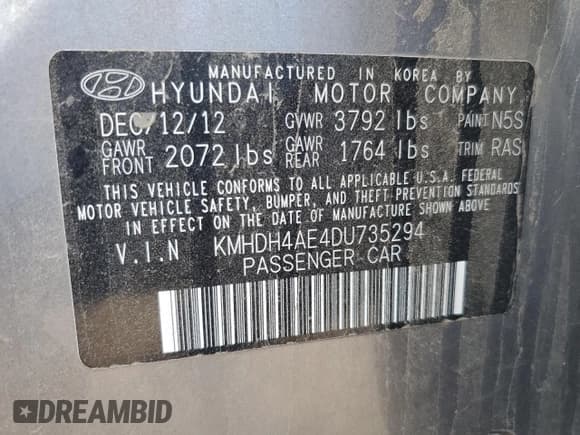 MANUFACTURED IN KOREA BY
HYUNDAI MOTOR COMPANY
DEC/12/12 GVWR 3792 lbs PAINT N5S
GAWR FRONT 2072 lbs GAWR REAR 1764 lbs TRIM RAS
THIS VEHICLE CONFORMS TO ALL APPLICABLE U.S.A. FEDERAL
MOTOR VEHICLE SAFETY, BUMPER, AND THEFT PREVENTION STANDARDS
IN EFFECT ON THE DATE OF MANUFACTURE SHOWN ABOVE.
V.I.N KMHDH4AE4DU735294
PASSENGER CAR
DREAMBID